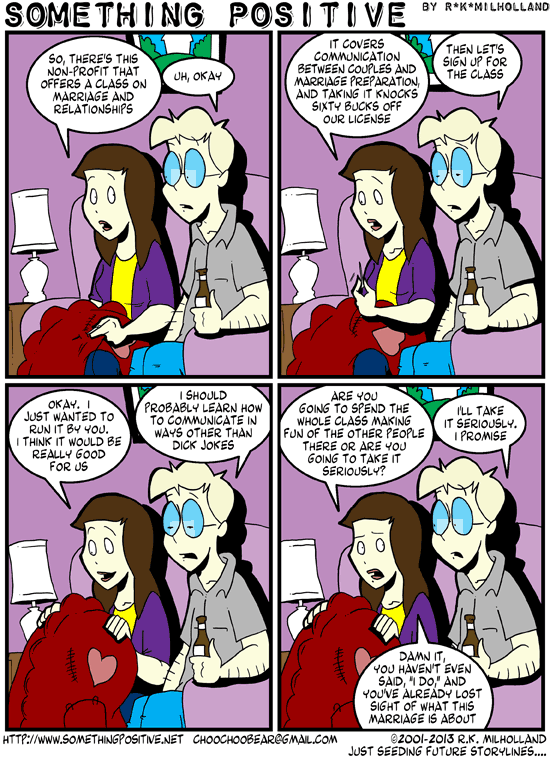 SOMETHING POSITIVE BY R*K*MILHOLLAND
SO, THERE'S THIS
NON-PROFIT THAT
OFFERS A CLASS ON
MARRIAGE AND
RELATIONSHIPS
UH, OKAY
IT COVERS
COMMUNICATION
BETWEEN COUPLES AND
MARRIAGE PREPARATION,
AND TAKING IT KNOCKS
SIXTY BUCKS OFF
OUR LICENSE
THEN LET'S
SIGN UP FOR
THE CLASS
OKAY. I
JUST WANTED TO
RUN IT BY YOU.
I THINK IT WOULD BE
REALLY GOOD
FOR US
I SHOULD
PROBABLY LEARN HOW
TO COMMUNICATE IN
WAYS OTHER THAN
DICK JOKES
ARE YOU
GOING TO SPEND THE
WHOLE CLASS MAKING
FUN OF THE OTHER PEOPLE
THERE OR ARE YOU
GOING TO TAKE IT
SERIOUSLY?
I'LL TAKE
IT SERIOUSLY.
I PROMISE
DAMN IT,
YOU HAVEN'T EVEN
SAID, "I DO," AND
YOU'VE ALREADY LOST
SIGHT OF WHAT THIS
MARRIAGE IS ABOUT
HTTP://WWW.SOMETHINGPOSITIVE.NET CHOOCHOOBEAR@GMAIL.COM ©2001-2013 R.K. MILHOLLAND
JUST SEEDING FUTURE STORYLINES....